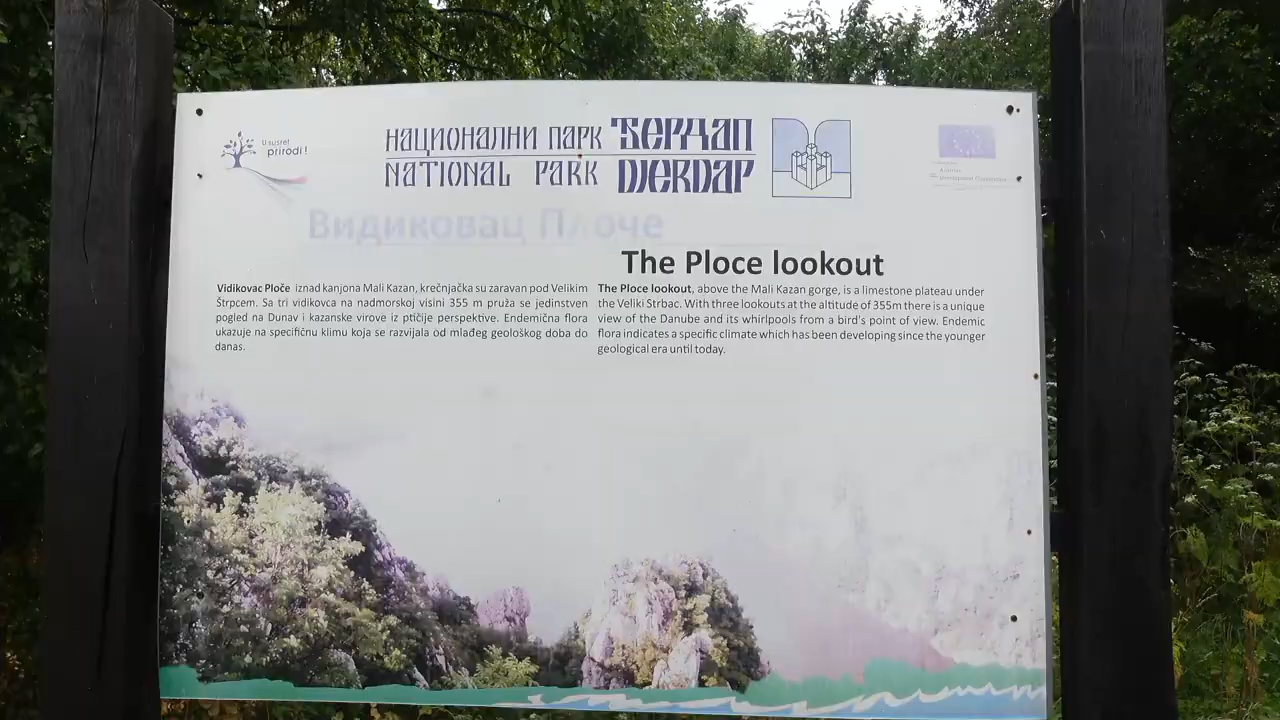 U susret
prirodi!
НАЦИОНАЛНИ ПАРК ЂЕРДАП
NATIONAL PARK DJERDAP
Видиковац Плоче
The Ploce lookout
Vidikovac Ploče iznad kanjona Mali Kazan, krečnjačka su zaravan pod Velikim
Štrpcem. Sa tri vidikovca na nadmorskoj visini 355 m pruža se jedinstven
pogled na Dunav i kazanske virove iz ptičije perspektive. Endemična flora
ukazuje na specifičnu klimu koja se razvijala od mlađeg geološkog doba do
danas.
The Ploce lookout, above the Mali Kazan gorge, is a limestone plateau under
the Veliki Strbac. With three lookouts at the altitude of 355m there is a unique
view of the Danube and its whirlpools from a bird's point of view. Endemic
flora indicates a specific climate which has been developing since the younger
geological era until today.